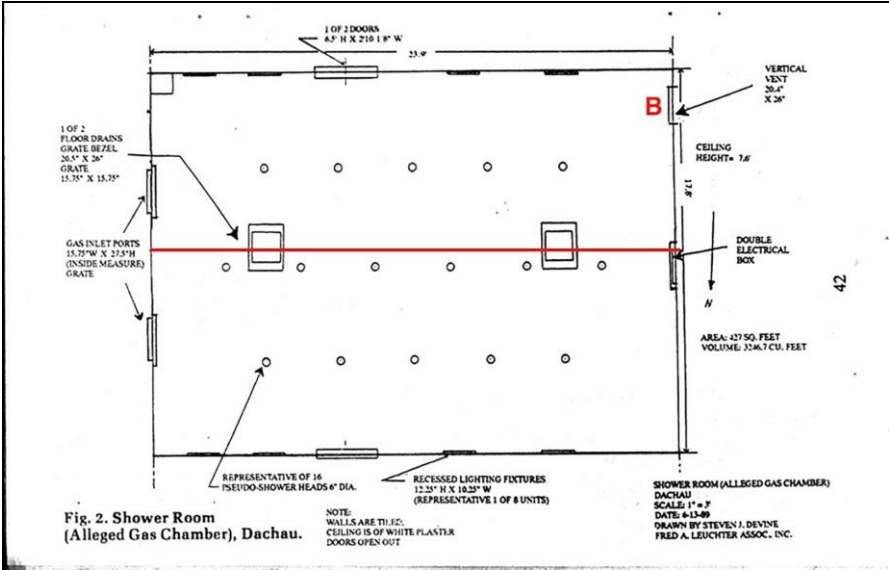 1 OF 2 DOORS
6.5' H X 2'10-1 8" W
23.9'
VERTICAL
VENT
20.4"
X 26"
B
1 OF 2
FLOOR DRAINS
GRATE BEZEL
20.5" X 26"
GRATE
15.75" X 15.75"
CEILING
HEIGHT= 7.6'
17.8'
GAS INLET PORTS
15.75"W X 27.5"H
(INSIDE MEASURE)
GRATE
DOUBLE
ELECTRICAL
BOX
42
N
AREA: 427 SQ. FEET
VOLUME: 3246.7 CU. FEET
REPRESENTATIVE OF 16
PSEUDO-SHOWER HEADS 6" DIA.
RECESSED LIGHTING FIXTURES
12.25" H X 10.25" W
(REPRESENTATIVE 1 OF 8 UNITS)
SHOWER ROOM (ALLEGED GAS CHAMBER)
DACHAU
SCALE: 1" = 3'
DATE: 6-13-89
DRAWN BY STEVEN J. DEVINE
FRED A. LEUCHTER ASSOC., INC.
Fig. 2. Shower Room
(Alleged Gas Chamber), Dachau.
NOTE:
WALLS ARE TILED,
CEILING IS OF WHITE PLASTER
DOORS OPEN OUT